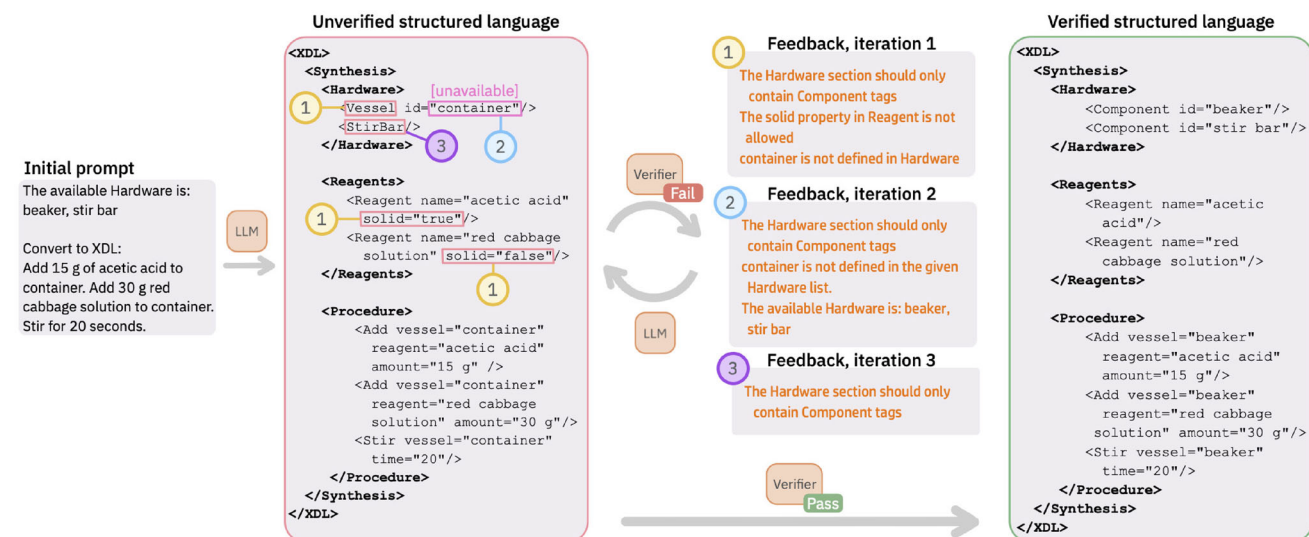 Initial prompt
The available Hardware is:
beaker, stir bar
Convert to XDL:
Add 15 g of acetic acid to
container. Add 30 g red
cabbage solution to container.
Stir for 20 seconds.
LLM
Unverified structured language
<XDL>
<Synthesis>
<Hardware>
[unavailable]
1
<Vessel id="container"/>
<StirBar/>
3
2
</Hardware>
<Reagents>
<Reagent name="acetic acid"
1
solid="true"/>
<Reagent name="red cabbage
solution" solid="false"/>
</Reagents>
1
<Procedure>
<Add vessel="container"
reagent="acetic acid"
amount="15 g" />
<Add vessel="container"
reagent="red cabbage
solution" amount="30 g"/>
<Stir vessel="container"
time="20"/>
</Procedure>
</Synthesis>
</XDL>
Verifier
Fail
LLM
1
Feedback, iteration 1
The Hardware section should only
contain Component tags
The solid property in Reagent is not
allowed
container is not defined in Hardware
2
Feedback, iteration 2
The Hardware section should only
contain Component tags
container is not defined in the given
Hardware list.
The available Hardware is: beaker,
stir bar
3
Feedback, iteration 3
The Hardware section should only
contain Component tags
Verifier
Pass
Verified structured language
<XDL>
<Synthesis>
<Hardware>
<Component id="beaker"/>
<Component id="stir bar"/>
</Hardware>
<Reagents>
<Reagent name="acetic
acid"/>
<Reagent name="red
cabbage solution"/>
</Reagents>
<Procedure>
<Add vessel="beaker"
reagent="acetic acid"
amount="15 g"/>
<Add vessel="beaker"
reagent="red cabbage
solution" amount="30 g"/>
<Stir vessel="beaker"
time="20"/>
</Procedure>
</Synthesis>
</XDL>